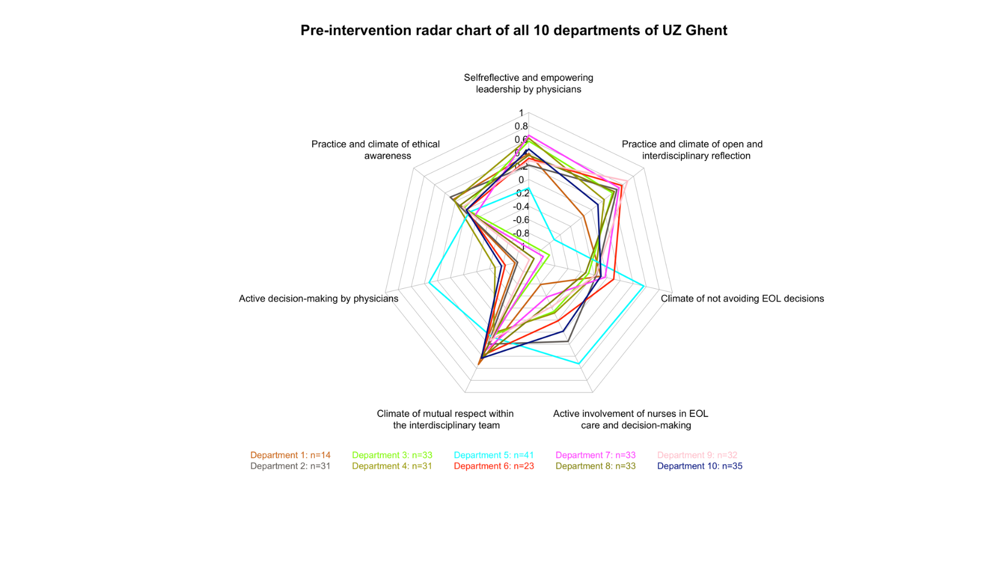 Pre-intervention radar chart of all 10 departments of UZ Ghent
Selfreflective and empowering
leadership by physicians
Practice and climate of ethical
awareness
Practice and climate of open and
interdisciplinary reflection
1
0.8
0.6
0.2
0
0.2
-0.4
-0.6
-0.8
1
Active decision-making by physicians
Climate of not avoiding EOL decisions
Climate of mutual respect within
the interdisciplinary team
Active involvement of nurses in EOL
care and decision-making
Department 1: n=14
Department 3: n=33
Department 5: n=41
Department 7: n=33
Department 9: n=32
Department 2: n=31
Department 4: n=31
Department 6: n=23
Department 8: n=33
Department 10: n=35